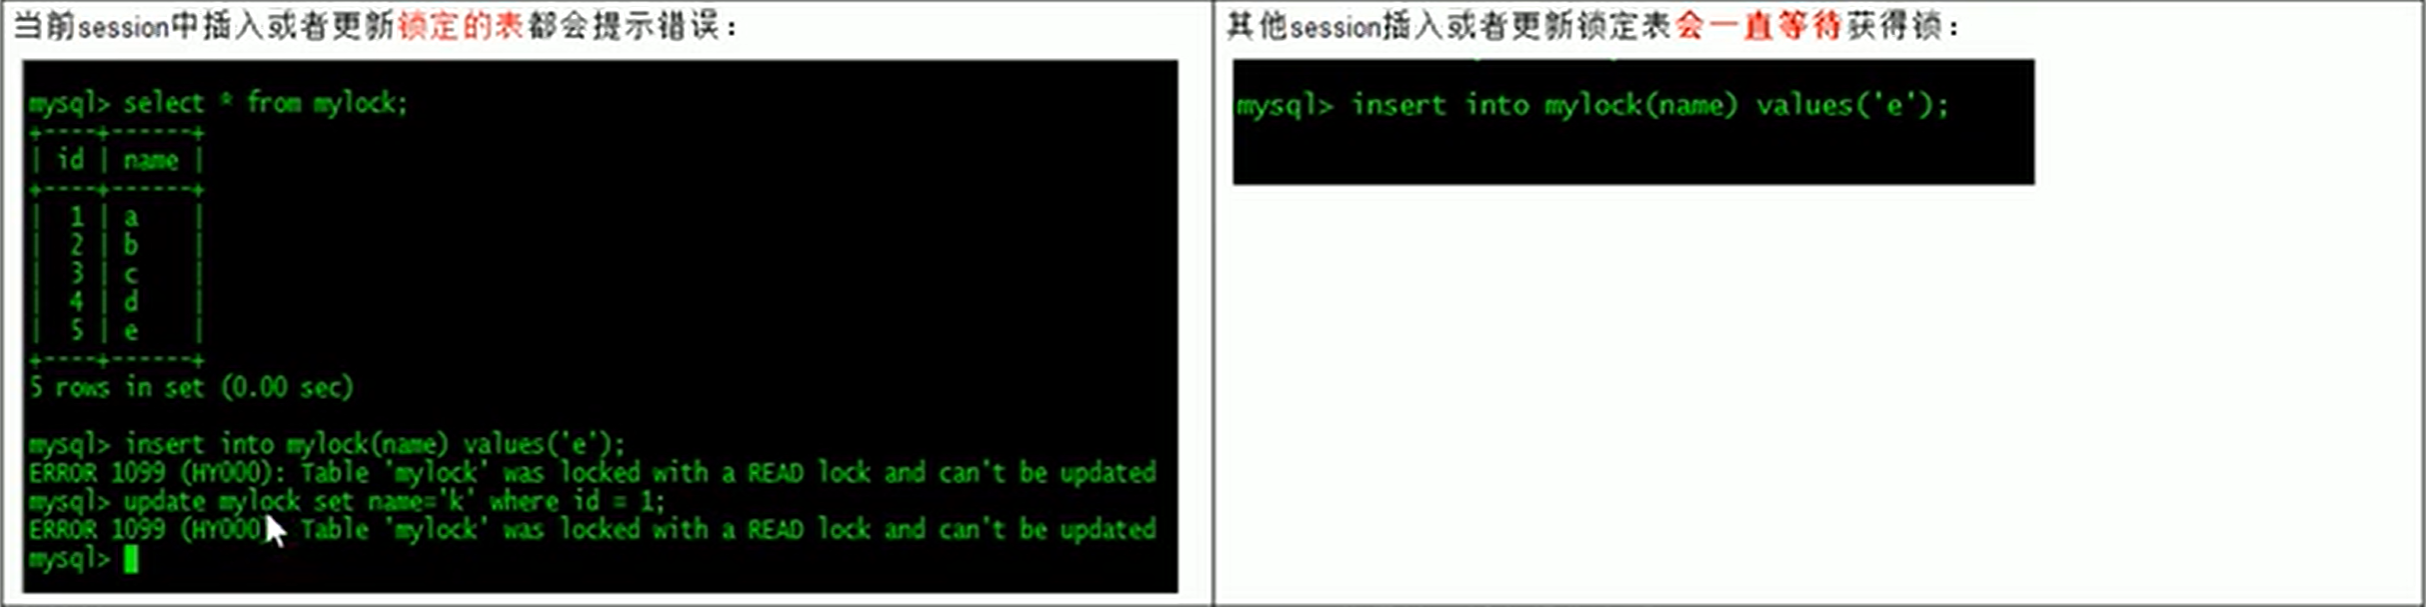 当前session中插入或者更新锁定的表都会提示错误：
mysql> select * from mylock;
+----+------+
| id | name |
+----+------+
| 1 | a |
| 2 | b |
| 3 | c |
| 4 | d |
| 5 | e |
+----+------+
5 rows in set (0.00 sec)
mysql> insert into mylock(name) values('e');
ERROR 1099 (HY000): Table 'mylock' was locked with a READ lock and can't be updated
mysql> update mylock set name='k' where id = 1;
ERROR 1099 (HY000): Table 'mylock' was locked with a READ lock and can't be updated
mysql>
其他session插入或者更新锁定表会一直等待获得锁：
mysql> insert into mylock(name) values('e');